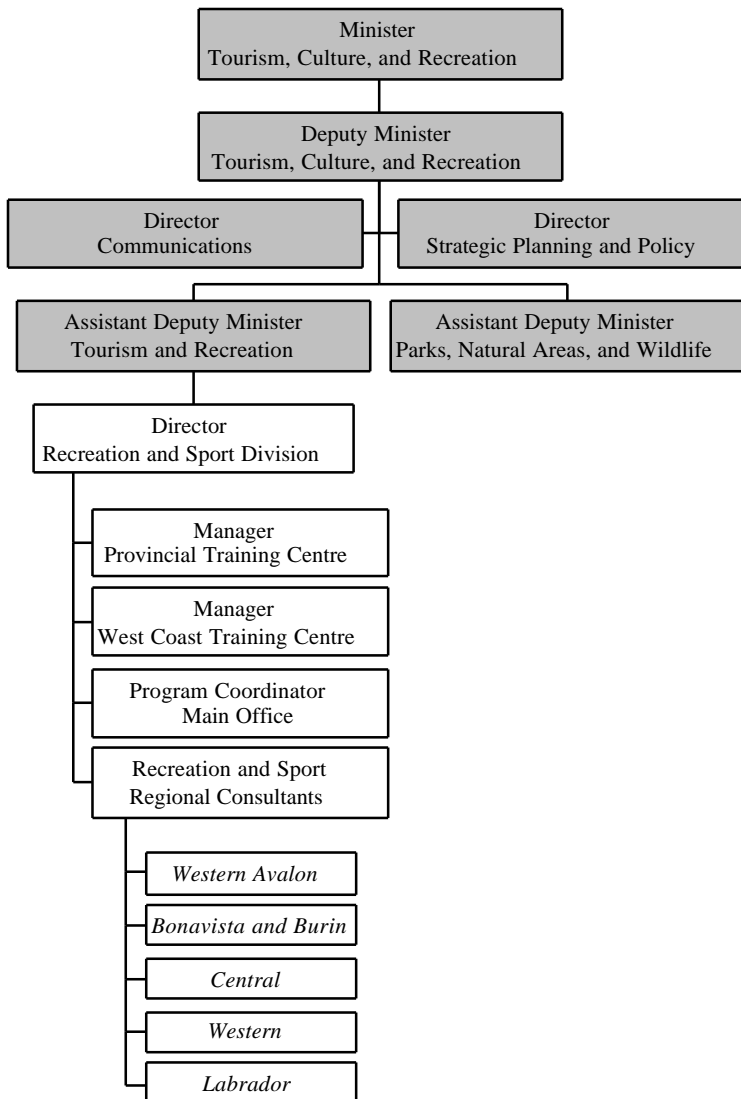 Minister
Tourism, Culture, and Recreation
Deputy Minister
Tourism, Culture, and Recreation
Director
Communications
Director
Strategic Planning and Policy
Assistant Deputy Minister
Tourism and Recreation
Assistant Deputy Minister
Parks, Natural Areas, and Wildlife
Director
Recreation and Sport Division
Manager
Provincial Training Centre
Manager
West Coast Training Centre
Program Coordinator
Main Office
Recreation and Sport
Regional Consultants
Western Avalon
Bonavista and Burin
Central
Western
Labrador